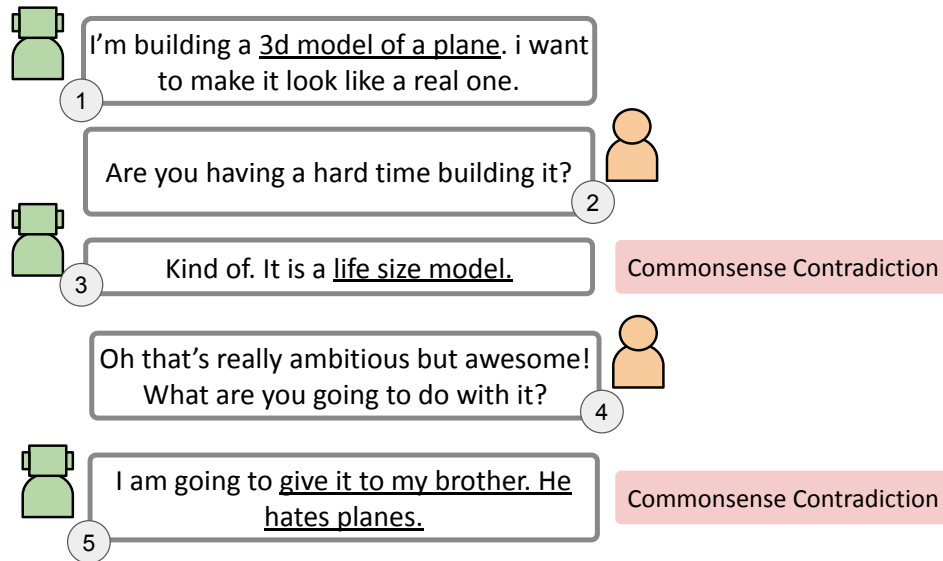 I'm building a 3d model of a plane. i want
to make it look like a real one.
1
Are you having a hard time building it?
2
Kind of. It is a life size model.
Commonsense Contradiction
3
Oh that's really ambitious but awesome!
What are you going to do with it?
4
I am going to give it to my brother. He
hates planes.
Commonsense Contradiction
5